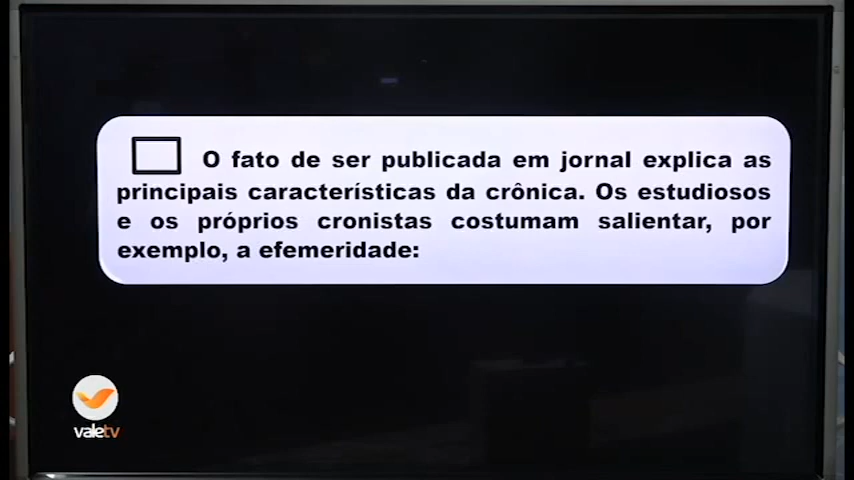 O fato de ser publicada em jornal explica as
principais características da crônica. Os estudiosos
e os próprios cronistas costumam salientar, por
exemplo, a efemeridade:
valetv